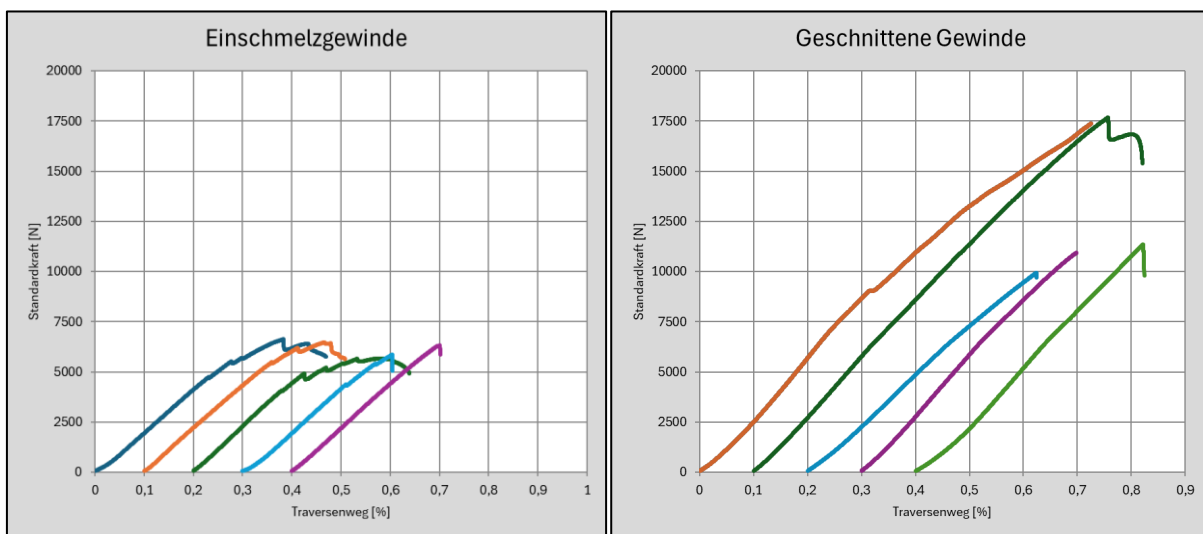 Einschmelzgewinde
20000
17500
15000
12500
10000
7500
5000
2500
0
Standardkraft [N]
0 0,1 0,2 0,3 0,4 0,5 0,6 0,7 0,8 0,9 1
Traversenweg [%]
Geschnittene Gewinde
20000
17500
15000
12500
10000
7500
5000
2500
0
Standardkraft [N]
0 0,1 0,2 0,3 0,4 0,5 0,6 0,7 0,8 0,9
Traversenweg [%]